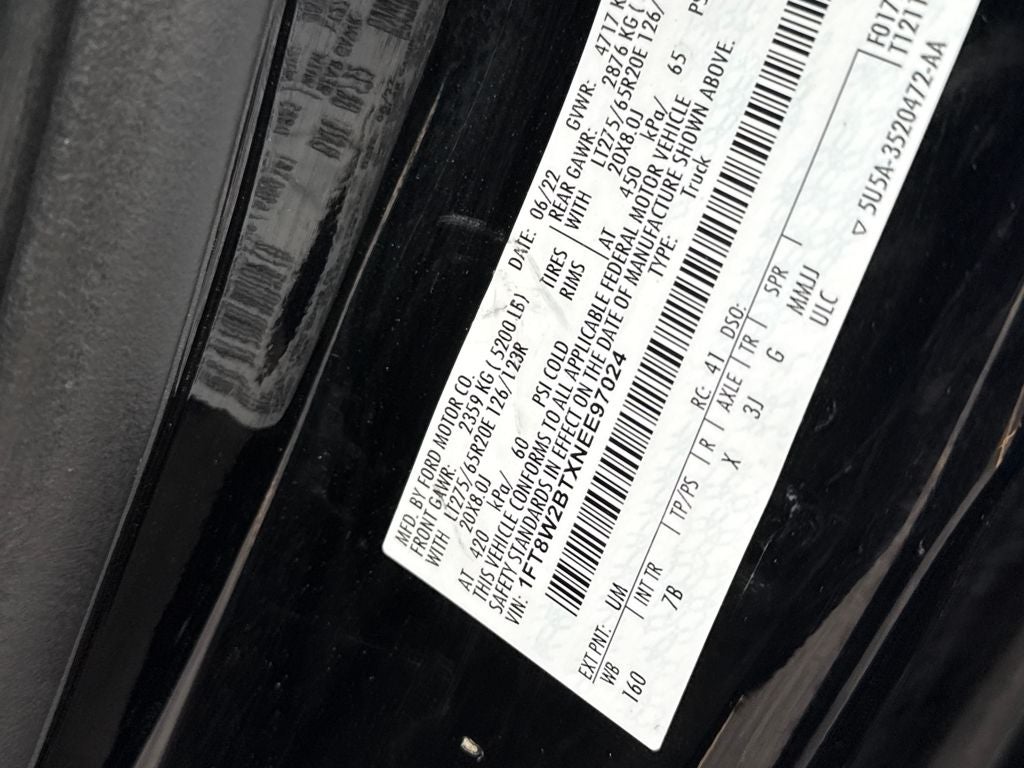 MFD. BY FORD MOTOR CO. DATE: 06/22 GVWR: 4717 K
FRONT GAWR: 2359 KG ( 5200 LB) REAR GAWR: 2876 KG (
WITH LT275/65R20E 126/123R TIRES WITH LT275/65R20E 126/
20X8.0J RIMS 20X8.0J
AT 420 kPa/ 60 PSI COLD AT 450 kPa/ 65 PS
THIS VEHICLE CONFORMS TO ALL APPLICABLE FEDERAL MOTOR VEHICLE
SAFETY STANDARDS IN EFFECT ON THE DATE OF MANUFACTURE SHOWN ABOVE.
VIN: 1FT8W2BTXNEE97024 TYPE: Truck
EXT PNT: UM RC: 41 DSO: F017
WB INT TR TP/PS R AXLE TR SPR TT1211
160 7B X 3J G MMJJ
ULC
▽ 5U5A-3520472-AA